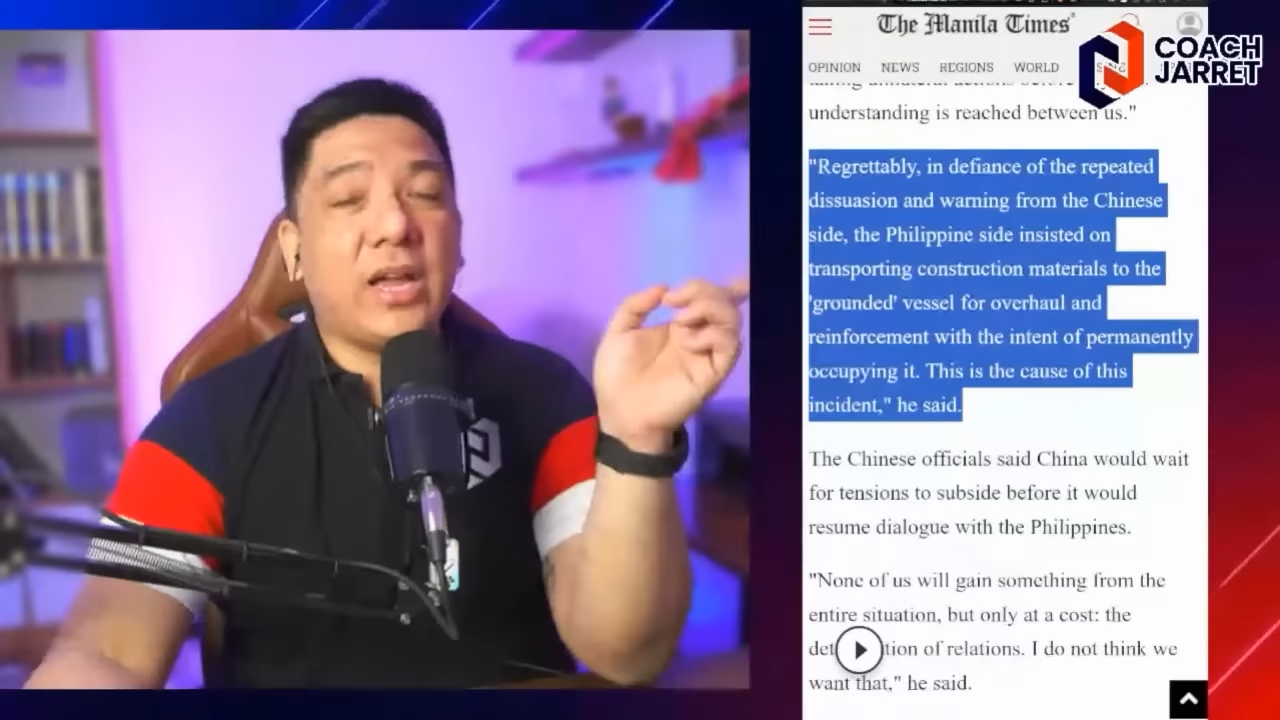 The Manila Times
COACH
JARRET
OPINION NEWS REGIONS WORLD
understanding is reached between us."
"Regrettably, in defiance of the repeated
dissuasion and warning from the Chinese
side, the Philippine side insisted on
transporting construction materials to the
'grounded' vessel for overhaul and
reinforcement with the intent of permanently
occupying it. This is the cause of this
incident," he said.
The Chinese officials said China would wait
for tensions to subside before it would
resume dialogue with the Philippines.
"None of us will gain something from the
entire situation, but only at a cost: the
of relations. I do not think we
want that," he said.